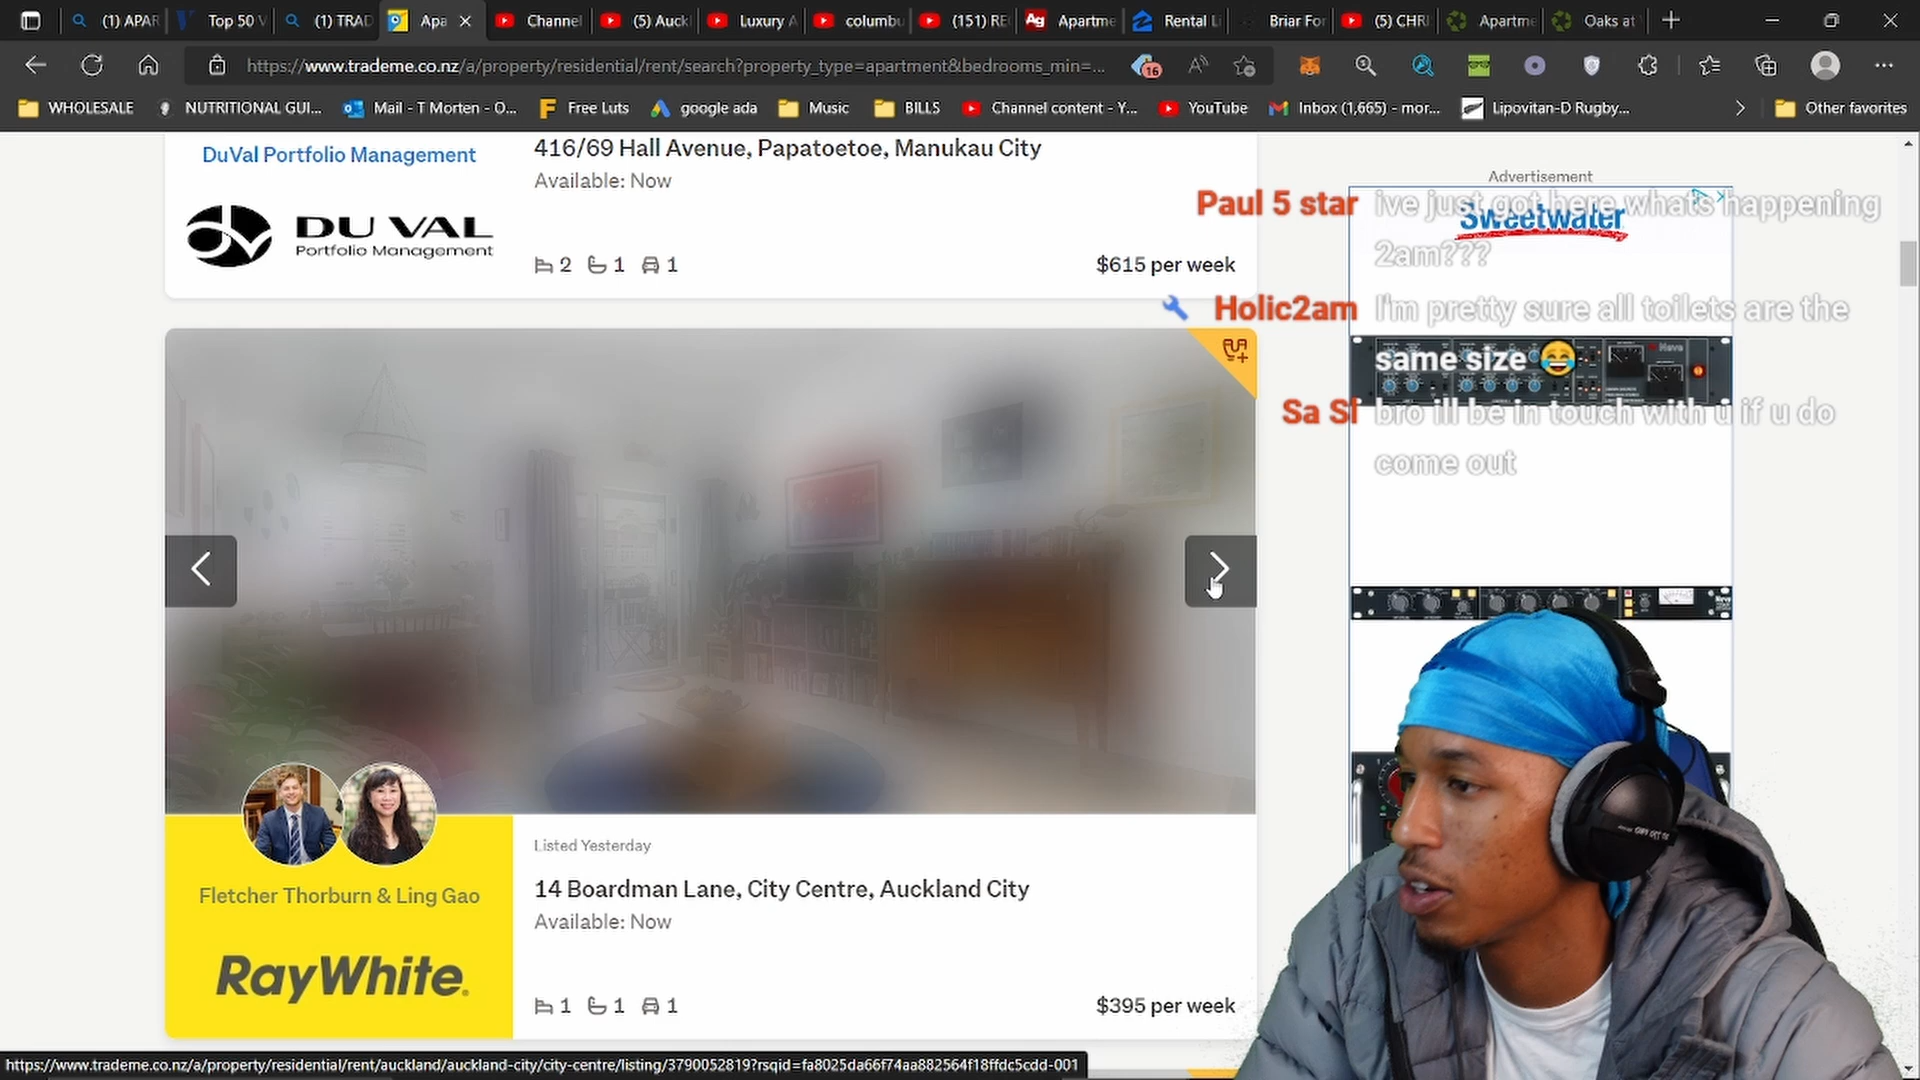 (1) APAR
Top 50 V
(1) TRAD
Apa
Channel
(5) Auckl
Luxury A
columbu
(151) RE
Apartme
Rental Li
Briar For
(5) CHRI
Apartme
Oaks at
https://www.trademe.co.nz/a/property/residential/rent/search?property_type=apartment&bedrooms_min=...
16
WHOLESALE
NUTRITIONAL GUI...
Mail - T Morten - O...
Free Luts
google ada
Music
BILLS
Channel content - Y...
YouTube
Inbox (1,665) - mor...
Lipovitan-D Rugby...
Other favorites
DuVal Portfolio Management
DU VAL
Portfolio Management
416/69 Hall Avenue, Papatoetoe, Manukau City
Available: Now
2 1 1
$615 per week
Advertisement
Sweetwater
Paul 5 star ive just got here whats happening
2am???
Holic2am I'm pretty sure all toilets are the
same size 😂
Sa Sl bro ill be in touch with u if u do
come out
Fletcher Thorburn & Ling Gao
RayWhite.
Listed Yesterday
14 Boardman Lane, City Centre, Auckland City
Available: Now
1 1 1
$395 per week
https://www.trademe.co.nz/a/property/residential/rent/auckland/auckland-city/city-centre/listing/3790052819?rsqid=fa8025da66f74aa882564f18ffdc5cdd-001